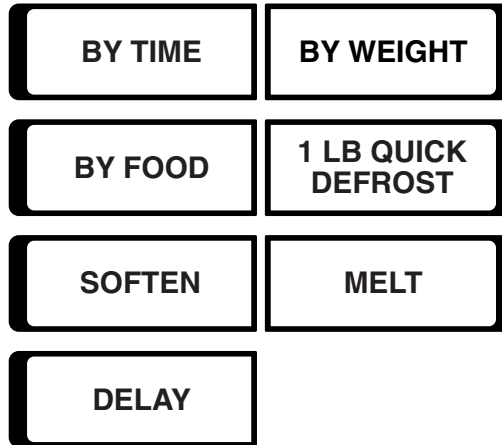 BY TIME
BY WEIGHT
BY FOOD
1 LB QUICK
DEFROST
SOFTEN
MELT
DELAY